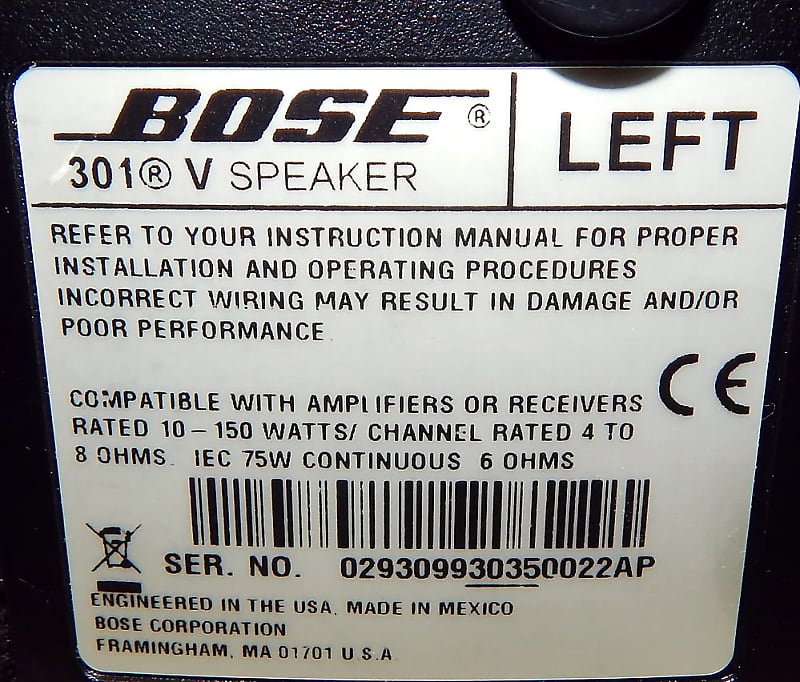 BOSE®
301® V SPEAKER
LEFT
REFER TO YOUR INSTRUCTION MANUAL FOR PROPER
INSTALLATION AND OPERATING PROCEDURES
INCORRECT WIRING MAY RESULT IN DAMAGE AND/OR
POOR PERFORMANCE
CE
COMPATIBLE WITH AMPLIFIERS OR RECEIVERS
RATED 10 – 150 WATTS/ CHANNEL RATED 4 TO
8 OHMS. IEC 75W CONTINUOUS 6 OHMS
SER. NO. 029309930350022AP
ENGINEERED IN THE USA. MADE IN MEXICO
BOSE CORPORATION
FRAMINGHAM, MA 01701 U S A